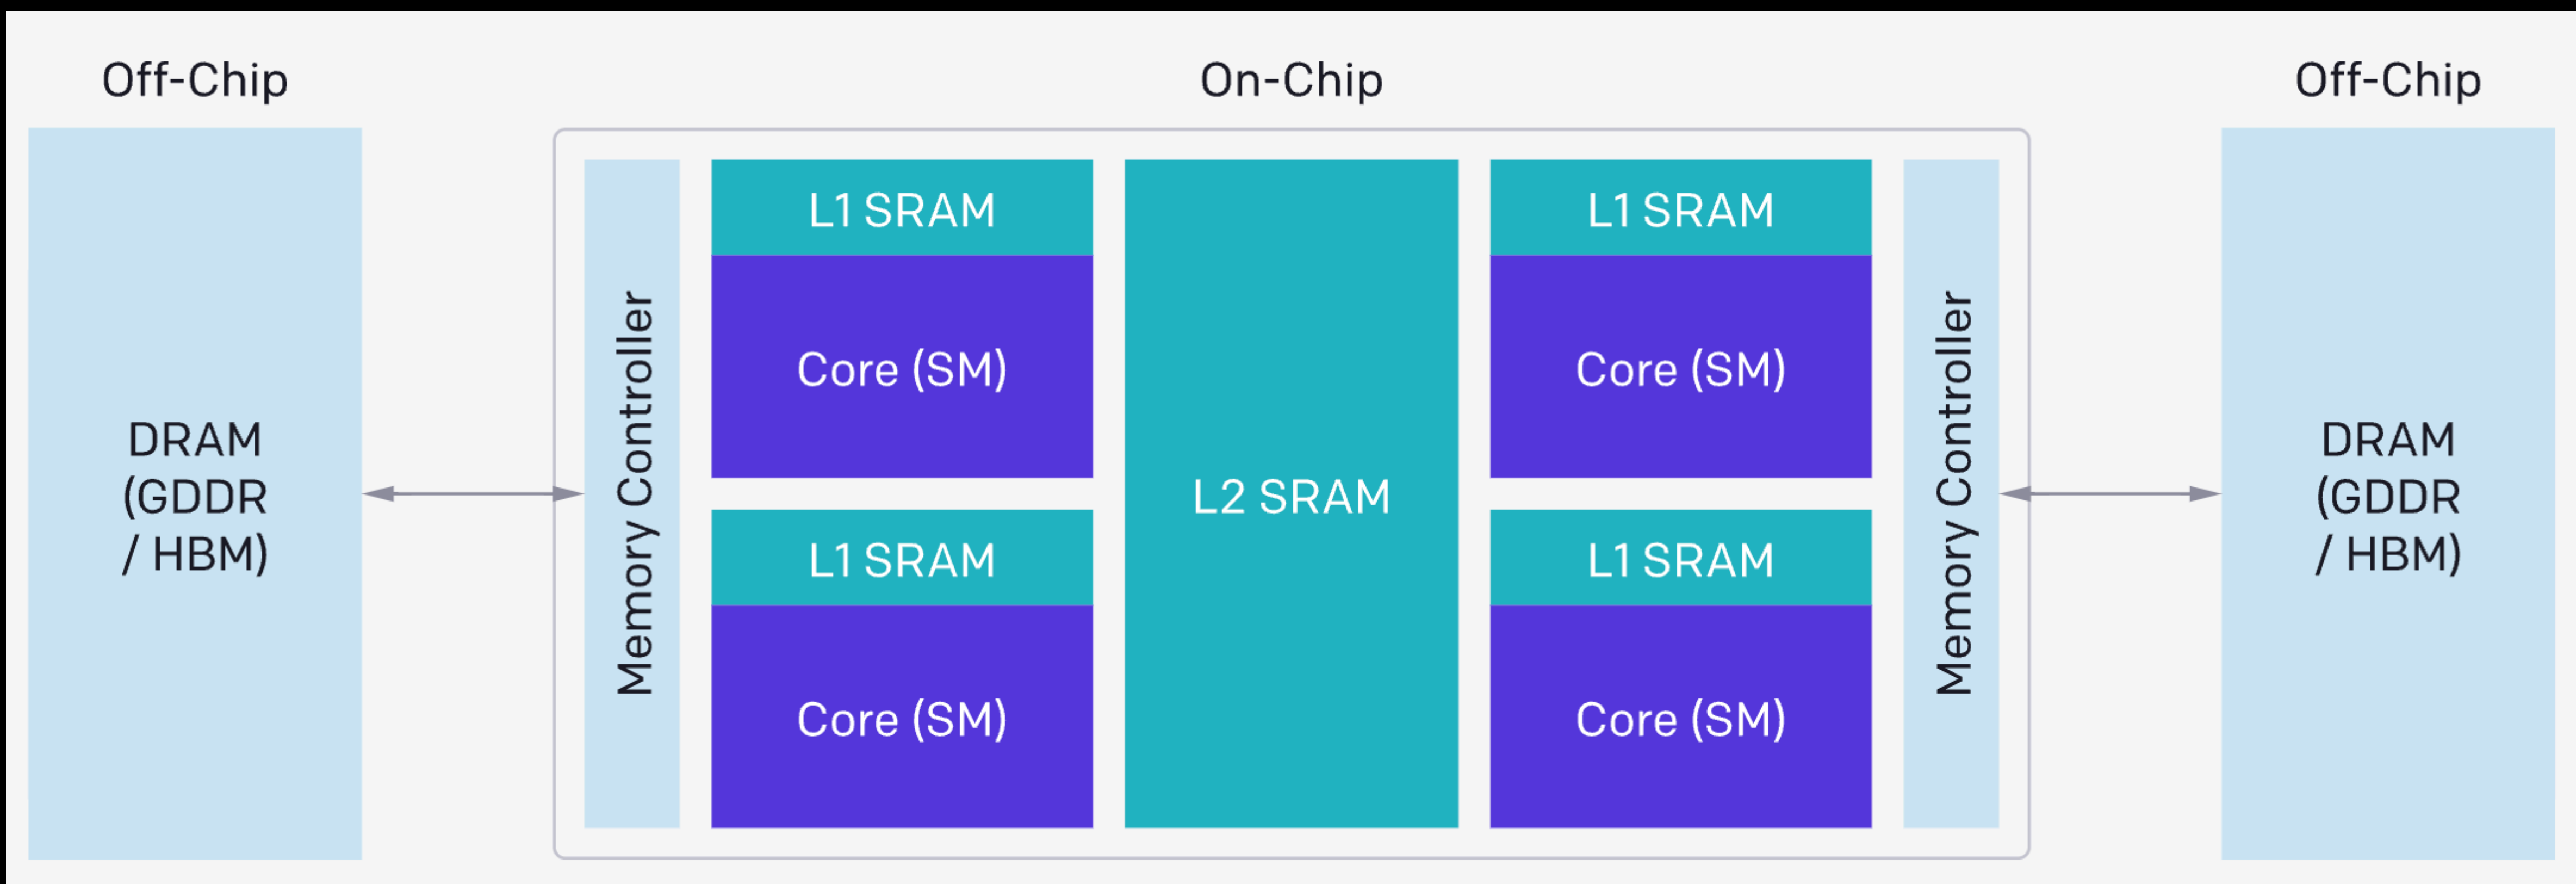 Off-Chip
On-Chip
Off-Chip
DRAM
(GDDR
/ HBM)
Memory Controller
L1 SRAM
Core (SM)
L1 SRAM
Core (SM)
L2 SRAM
L1 SRAM
Core (SM)
L1 SRAM
Core (SM)
Memory Controller
DRAM
(GDDR
/ HBM)